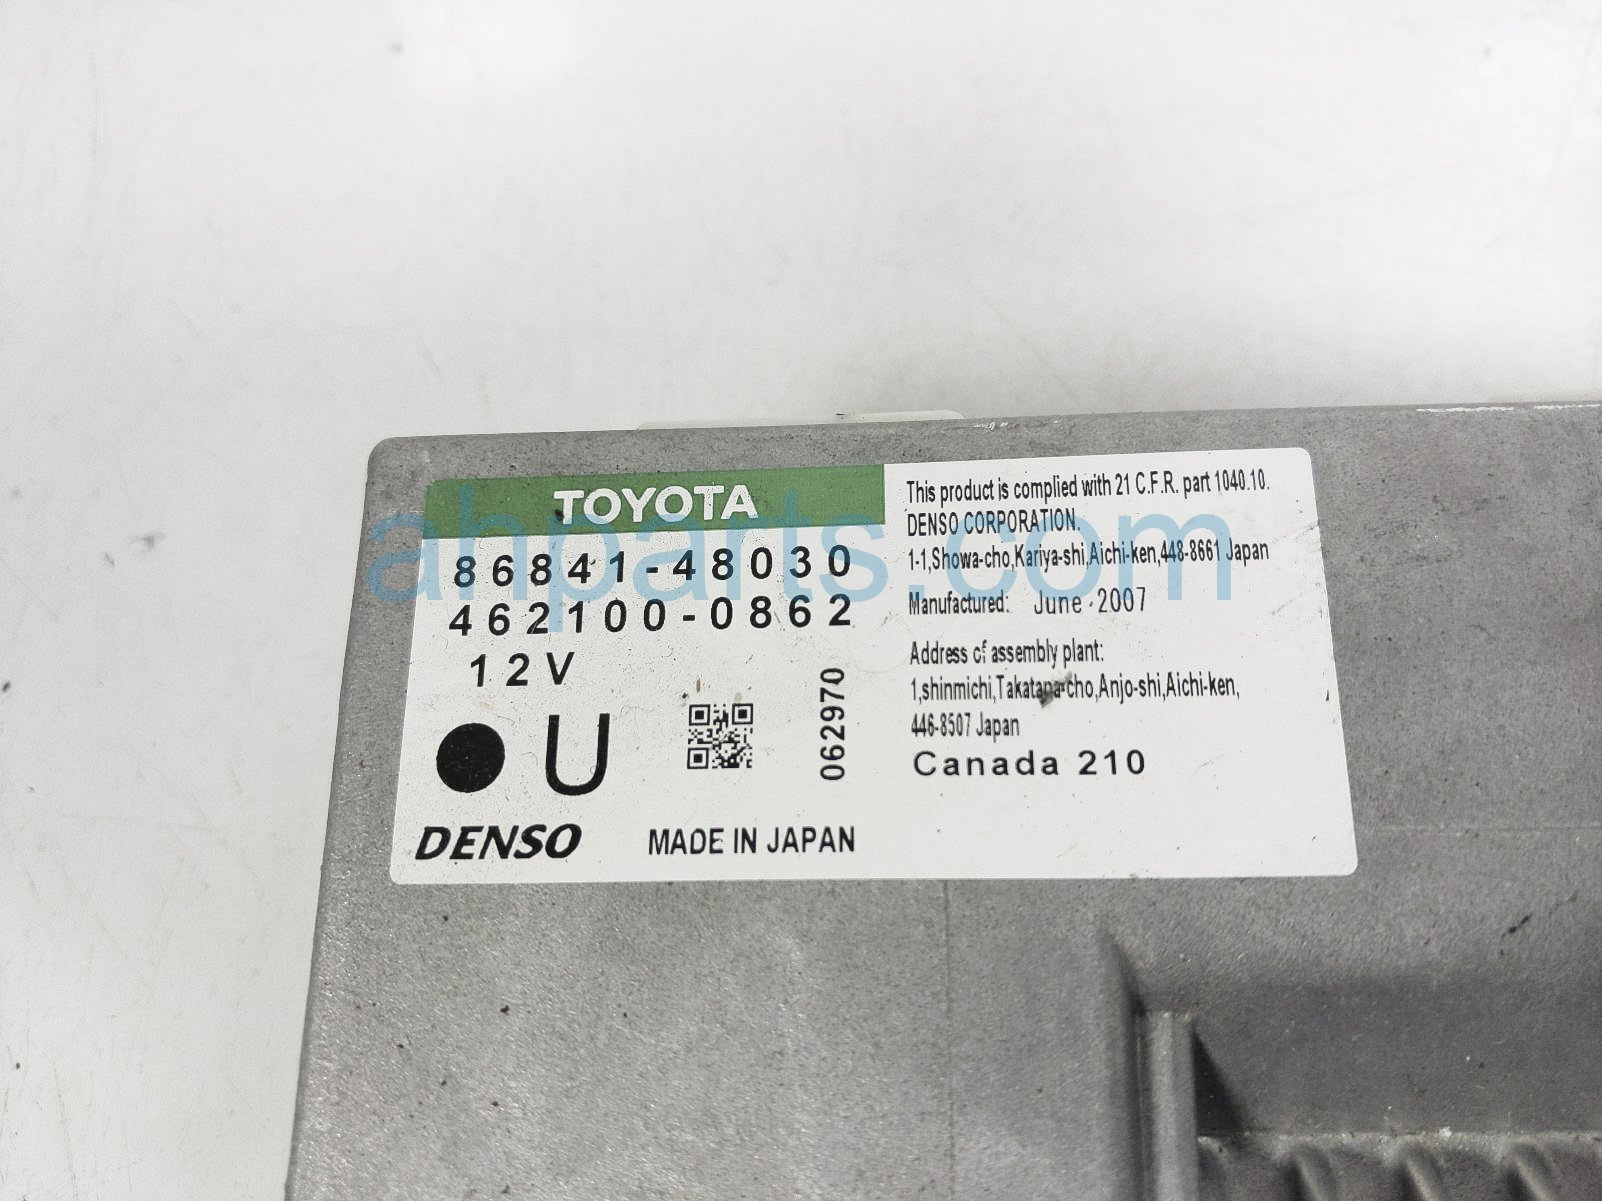 TOYOTA
86841-48030
462100-0862
12V
U
062970
DENSO
MADE IN JAPAN
This product is complied with 21 C.F.R. part 1040.10.
DENSO CORPORATION.
1-1,Showa-cho,Kariya-shi,Aichi-ken,448-8661 Japan
Manufactured: June - 2007
Address of assembly plant:
1,shinmichi,Takatana-cho,Anjo-shi,Aichi-ken,
446-8507 Japan
Canada 210
ahparts.com